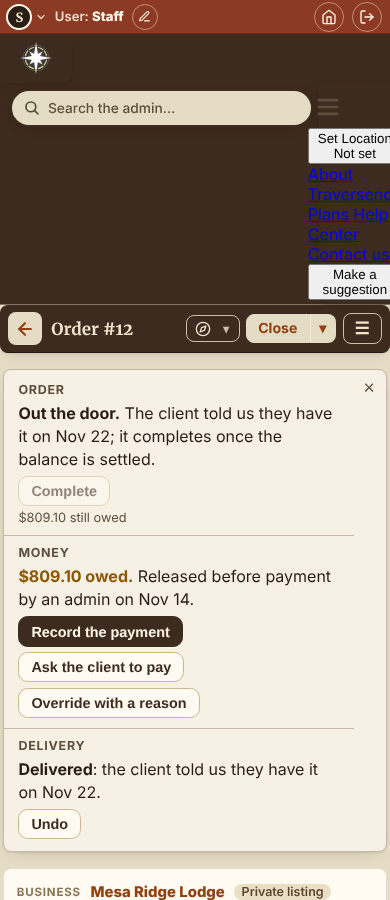 S User: Staff
Search the admin...
Set Location
Not set
About
Plans Help
Center
Contact us
Make a
suggestion
Order #12
Close
ORDER
Out the door. The client told us they have
it on Nov 22; it completes once the
balance is settled.
Complete
$809.10 still owed
MONEY
$809.10 owed. Released before payment
by an admin on Nov 14.
Record the payment
Ask the client to pay
Override with a reason
DELIVERY
Delivered: the client told us they have it
on Nov 22.
Undo
BUSINESS Mesa Ridge Lodge Private listing